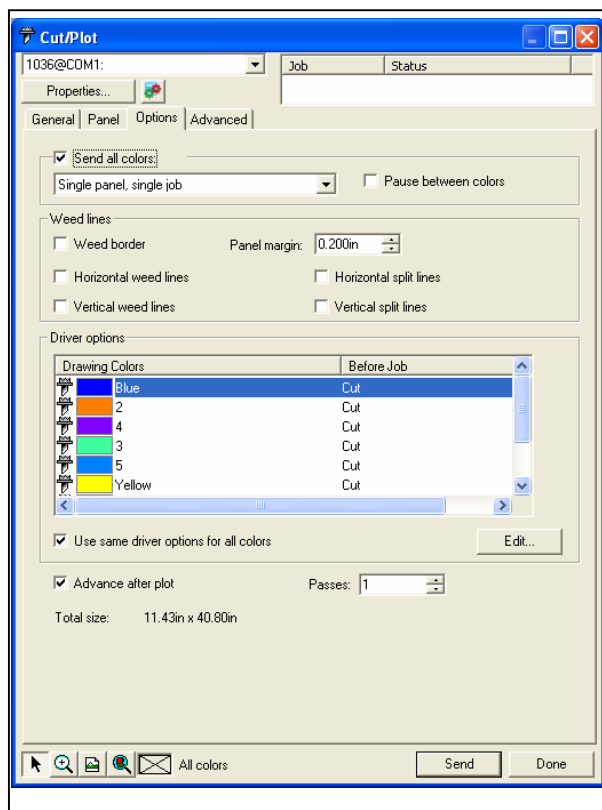 Cut/Plot
1036@COM1:
Job Status
Properties...
General Panel Options Advanced
Send all colors:
Single panel, single job Pause between colors
Weed lines
Weed border Panel margin: 0.200in
Horizontal weed lines Horizontal split lines
Vertical weed lines Vertical split lines
Driver options
Drawing Colors Before Job
Blue Cut
2 Cut
4 Cut
3 Cut
5 Cut
Yellow Cut
Use same driver options for all colors Edit...
Advance after plot Passes: 1
Total size: 11.43in x 40.80in
All colors Send Done